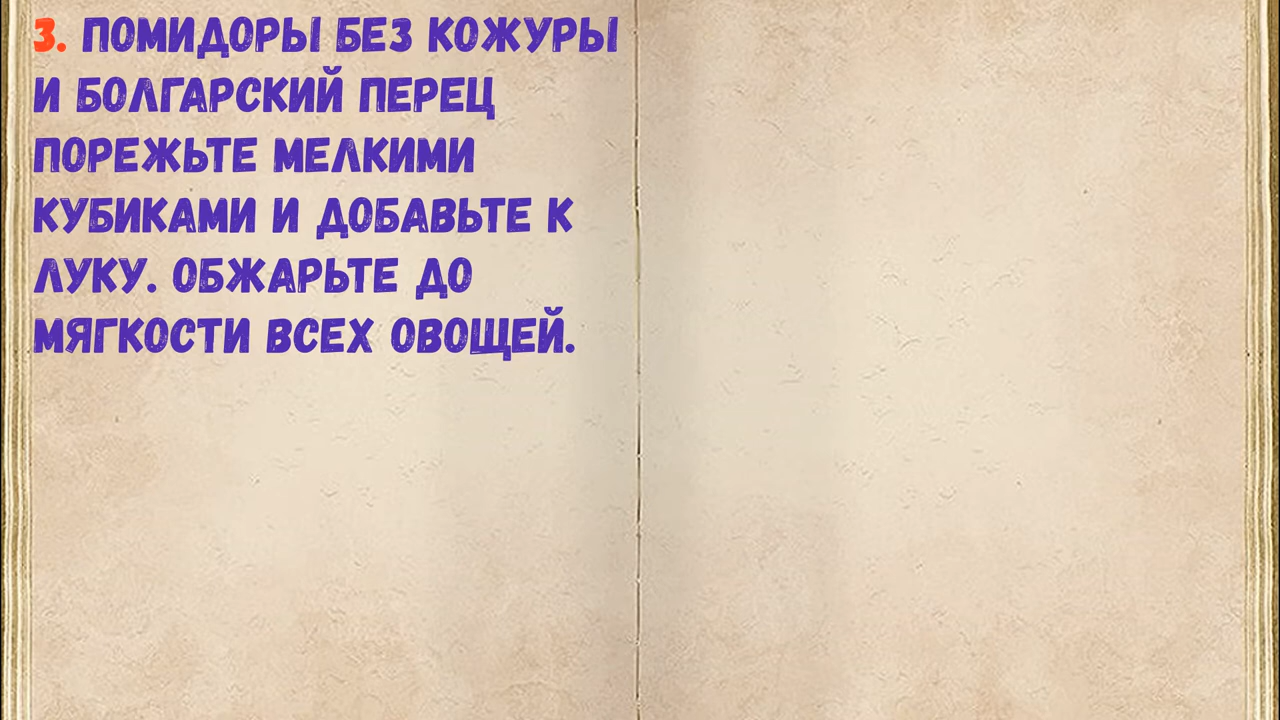 3. ПОМИДОРЫ БЕЗ КОЖУРЫ
И БОЛГАРСКИЙ ПЕРЕЦ
ПОРЕЖЬТЕ МЕЛКИМИ
КУБИКАМИ И ДОБАВЬТЕ К
ЛУКУ. ОБЖАРЬТЕ ДО
МЯГКОСТИ ВСЕХ ОВОЩЕЙ.